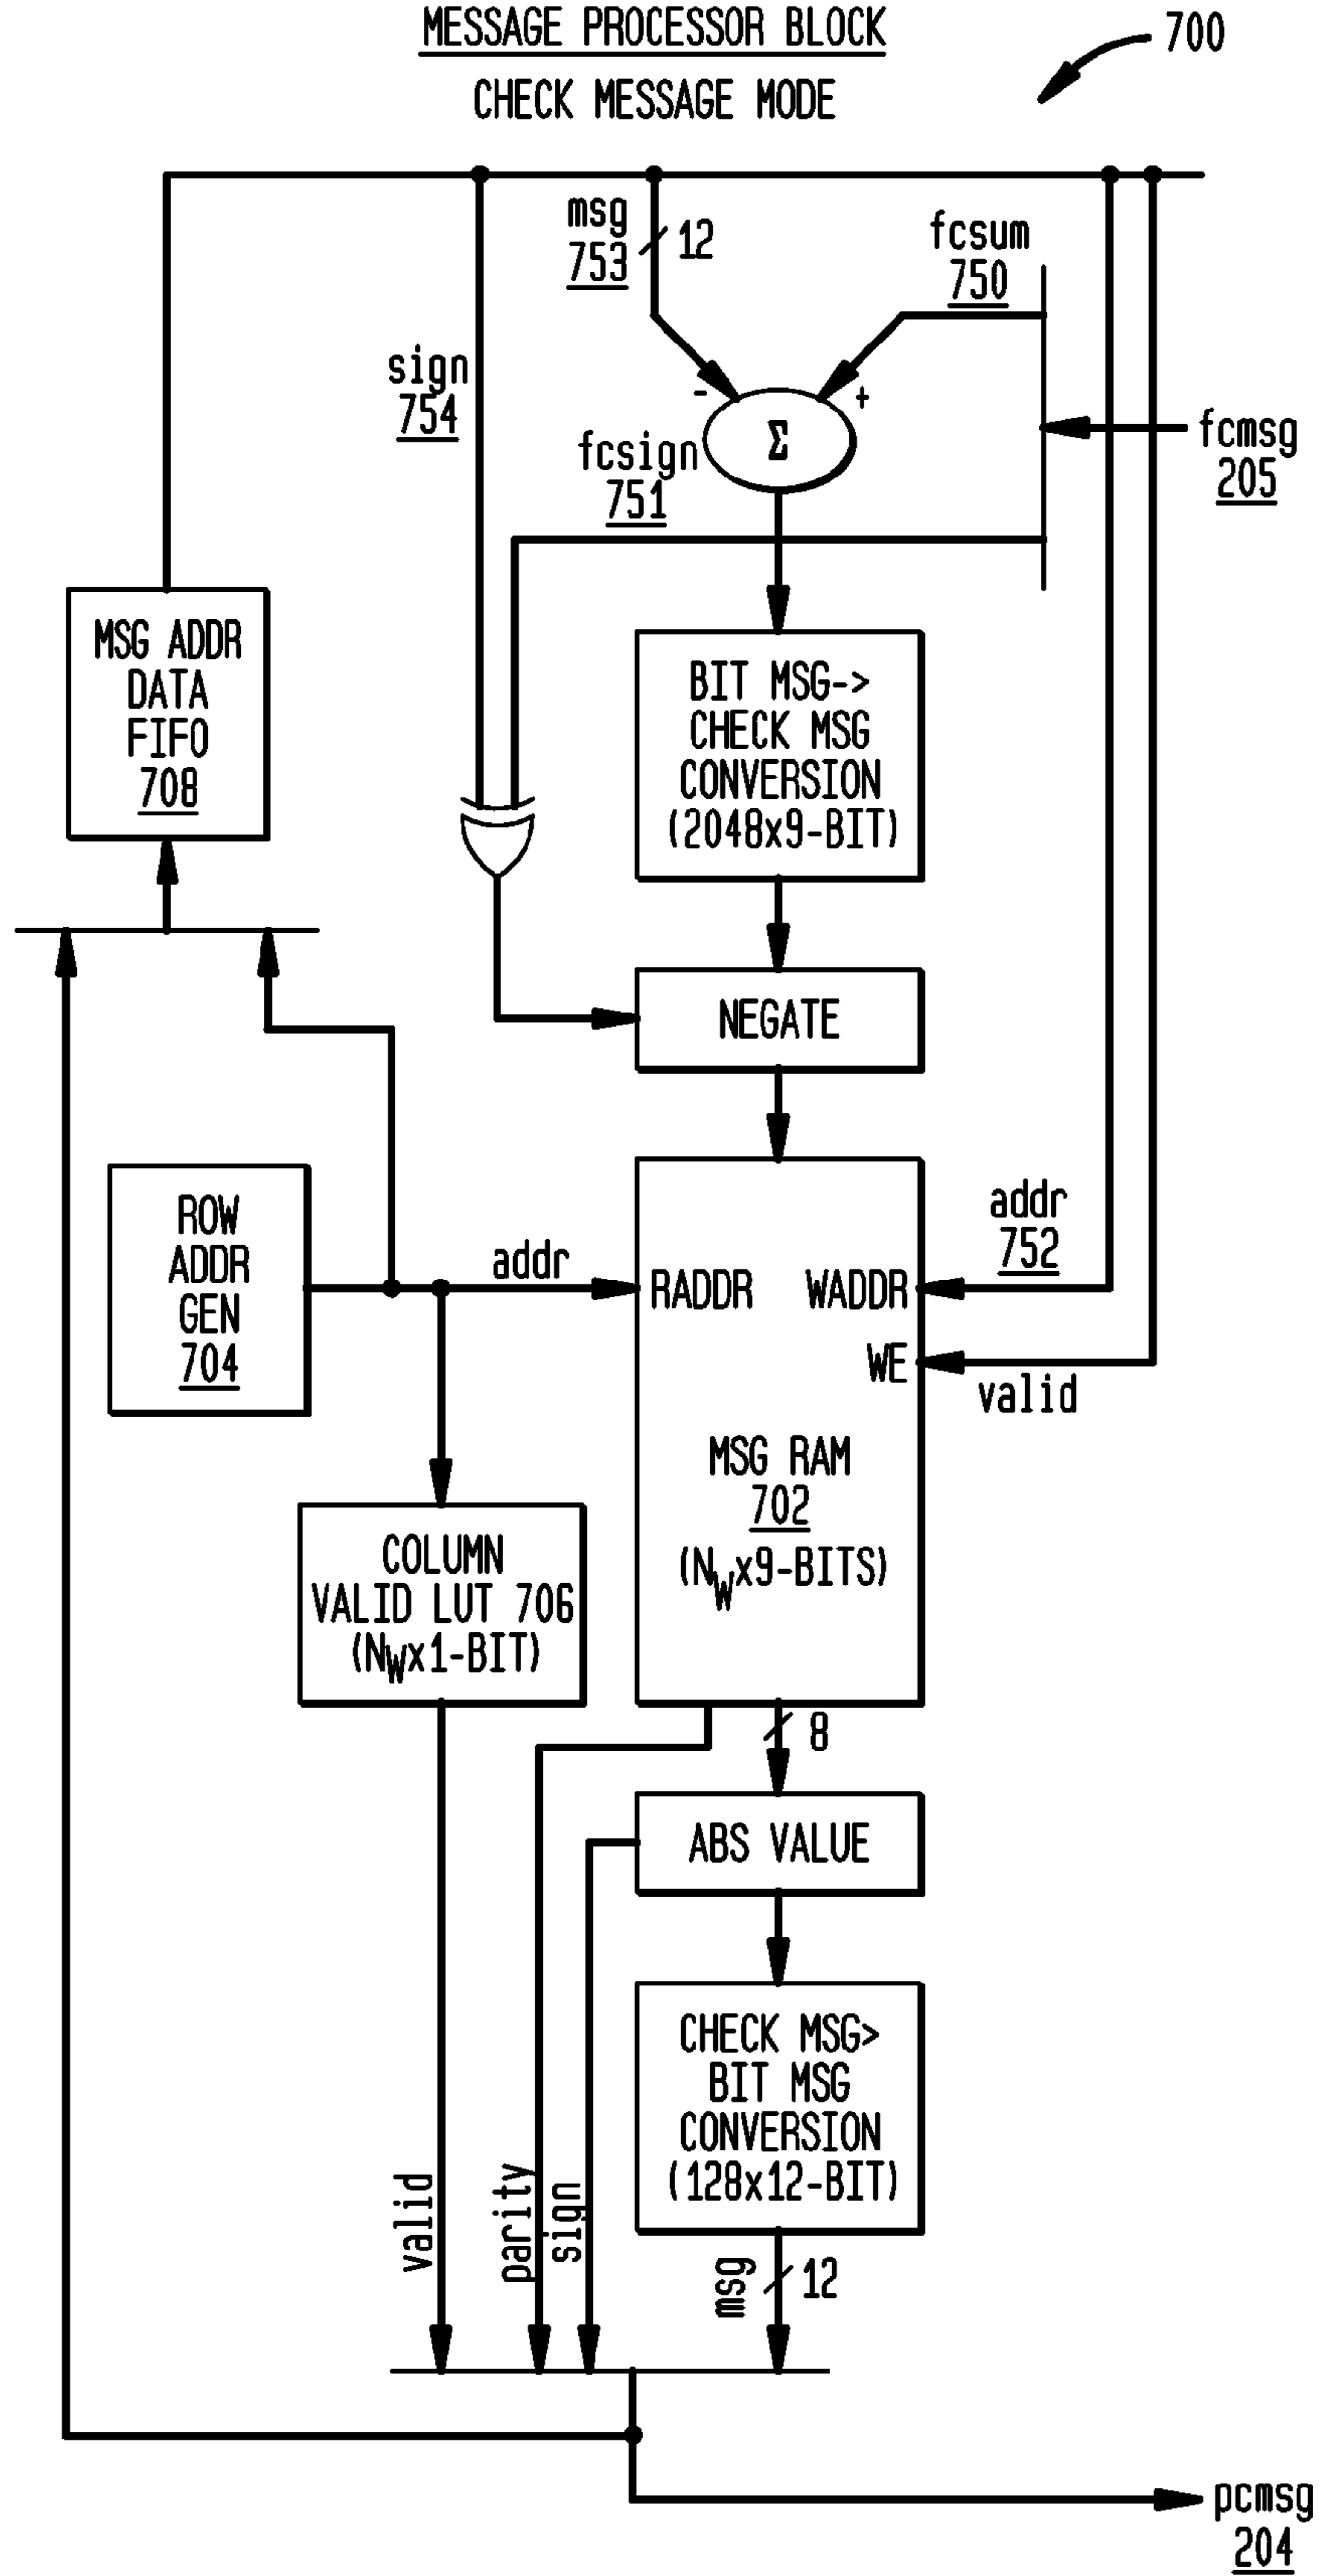 MESSAGE PROCESSOR BLOCK
CHECK MESSAGE MODE
700
msg
753
12
fcsum
750
sign
754
-
+
Σ
fcsign
751
fcmsg
205
MSG ADDR
DATA
FIFO
708
BIT MSG->
CHECK MSG
CONVERSION
(2048x9-BIT)
NEGATE
ROW
ADDR
GEN
704
addr
RADDR
WADDR
addr
752
WE
valid
MSG RAM
702
(NWx9-BITS)
COLUMN
VALID LUT 706
(NWx1-BIT)
8
ABS VALUE
CHECK MSG>
BIT MSG
CONVERSION
(128x12-BIT)
valid
parity
sign
msg
12
pcmsg
204